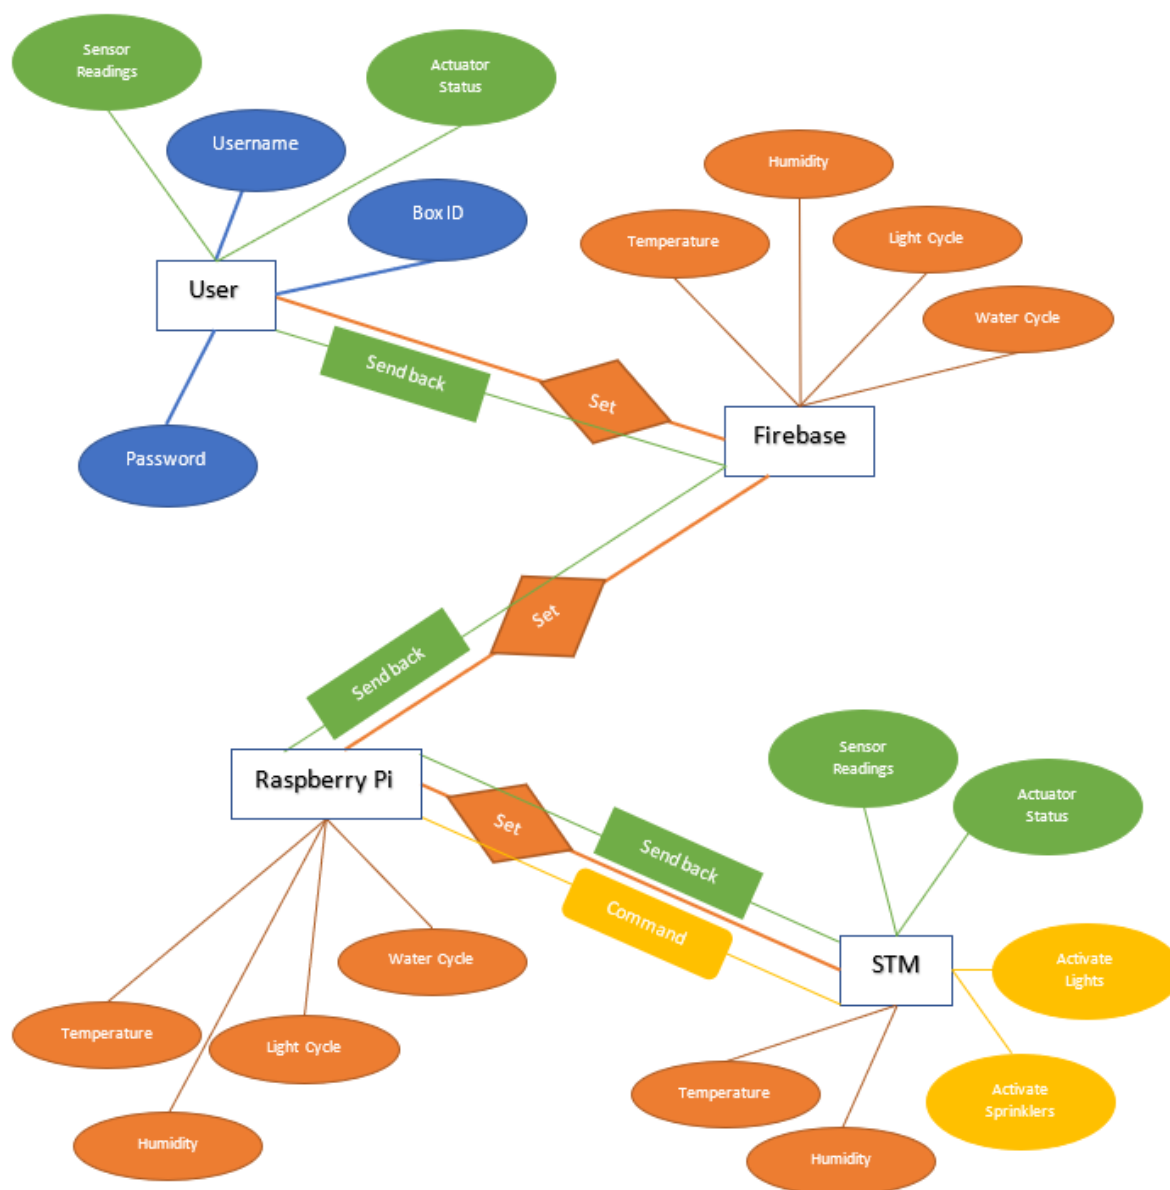 Sensor
Readings
Actuator
Status
Username
Box ID
User
Password
Send back
Set
Humidity
Temperature
Light Cycle
Water Cycle
Firebase
Set
Send back
Raspberry Pi
Set
Send back
Command
Sensor
Readings
Actuator
Status
STM
Activate
Lights
Activate
Sprinklers
Temperature
Humidity
Water Cycle
Temperature
Light Cycle
Humidity